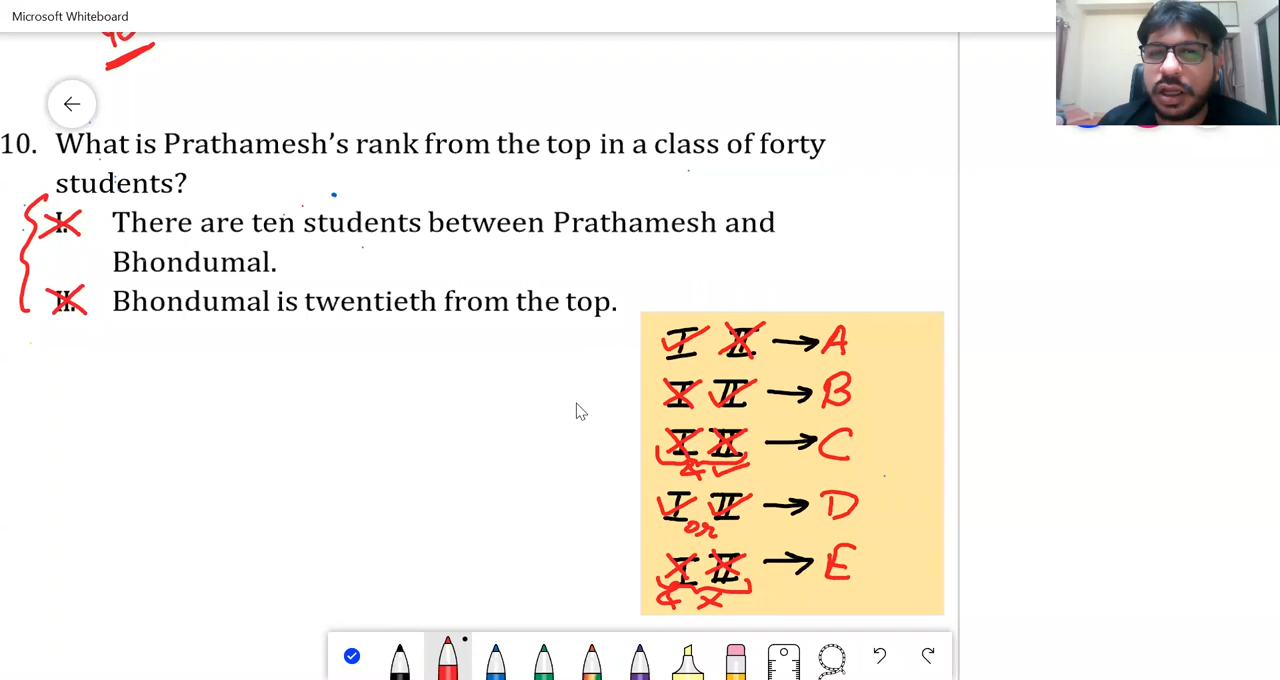 Microsoft Whiteboard
10. What is Prathamesh’s rank from the top in a class of forty
students?
I. There are ten students between Prathamesh and
Bhondumal.
II. Bhondumal is twentieth from the top.
I II → A
I II → B
I II → C
&
I II → D
or
I II → E
&